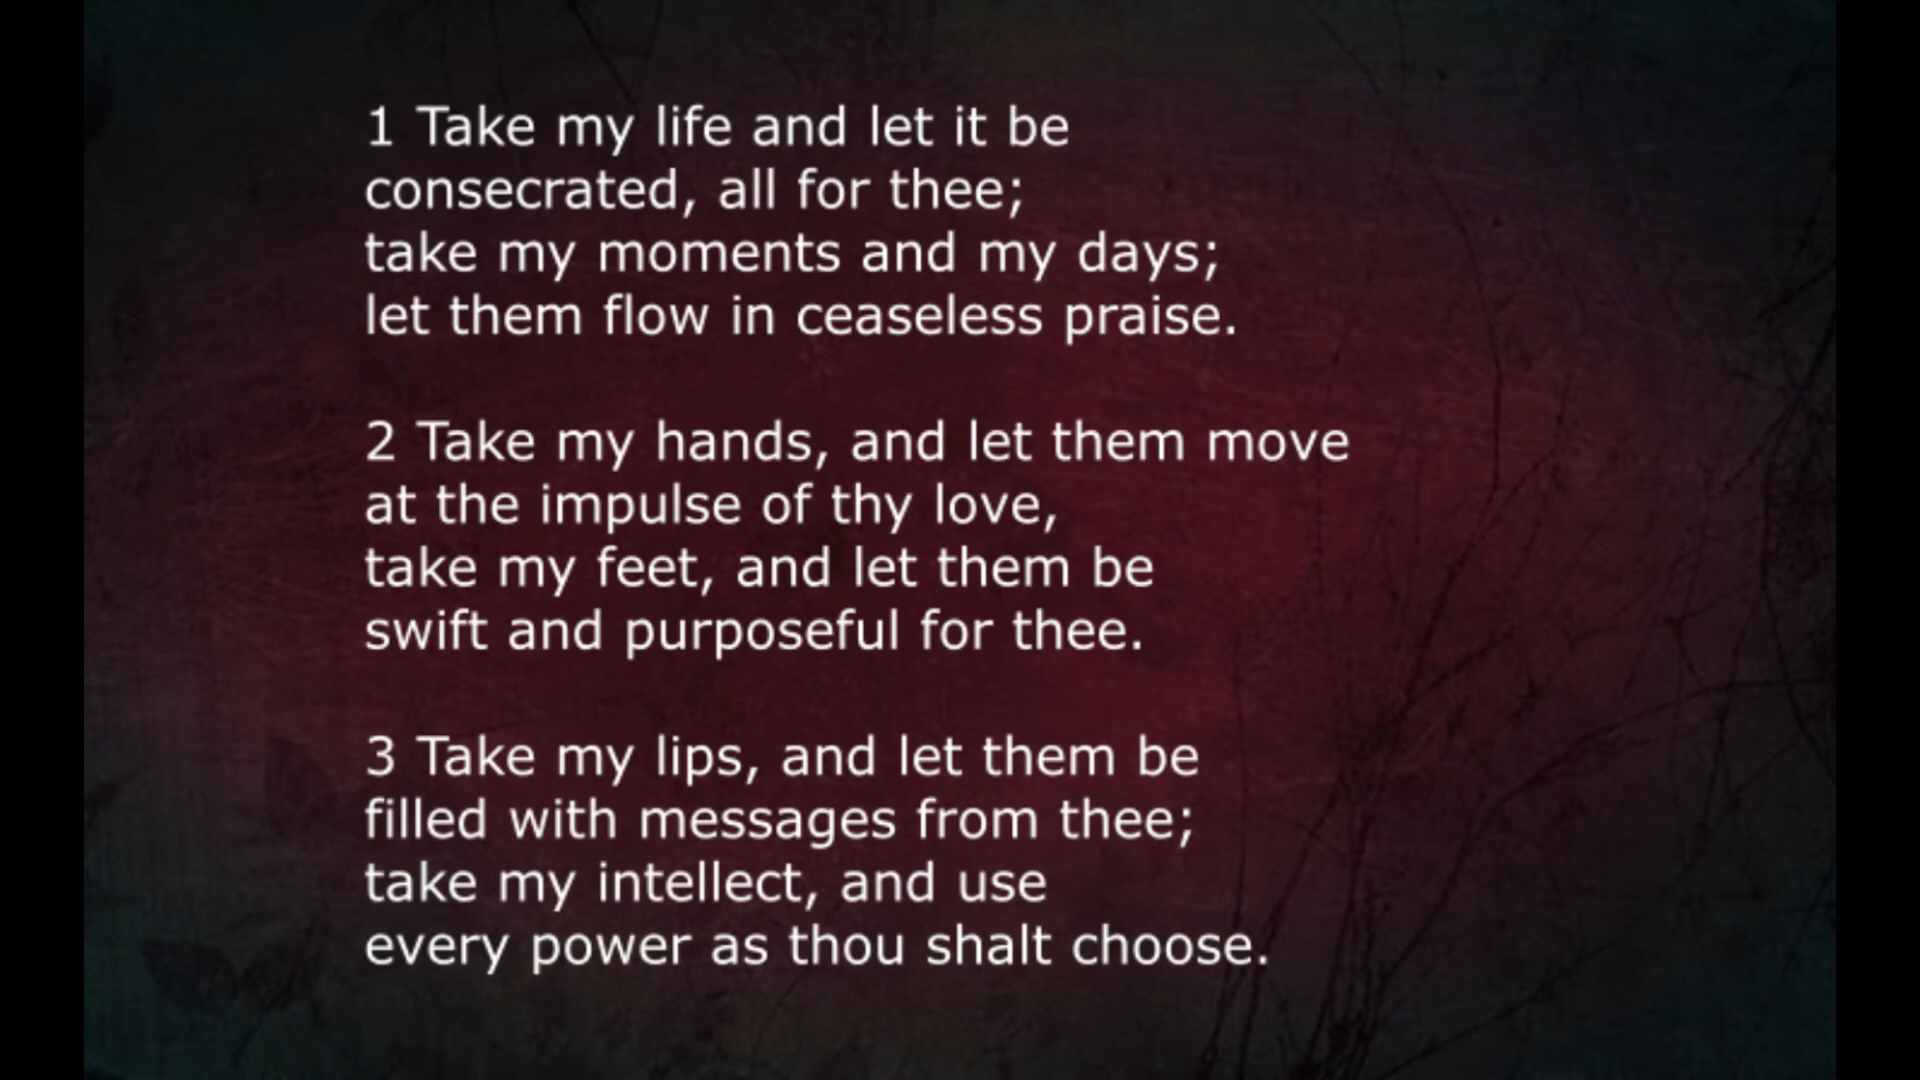 1 Take my life and let it be
consecrated, all for thee;
take my moments and my days;
let them flow in ceaseless praise.
2 Take my hands, and let them move
at the impulse of thy love,
take my feet, and let them be
swift and purposeful for thee.
3 Take my lips, and let them be
filled with messages from thee;
take my intellect, and use
every power as thou shalt choose.